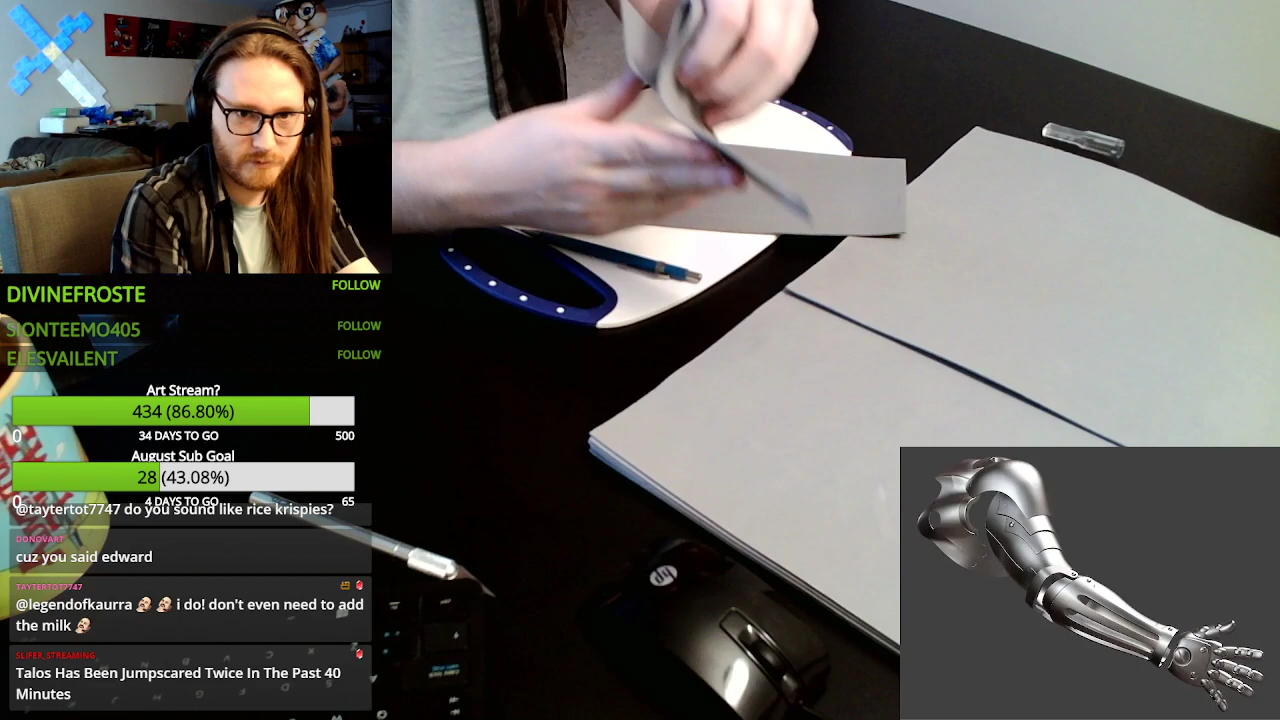 DIVINEFROSTE FOLLOW
SIONTEEMO405 FOLLOW
ELESVAILENT FOLLOW
Art Stream?
434 (86.80%)
0 34 DAYS TO GO 500
August Sub Goal
28 (43.08%)
0 4 DAYS TO GO 65
@taytertot7747 do you sound like rice krispies?
DONOVART
cuz you said edward
TAYTERTOT7747
@legendofkaurra i do! don't even need to add
the milk
SLIFER_STREAMING
Talos Has Been Jumpscared Twice In The Past 40
Minutes
hp